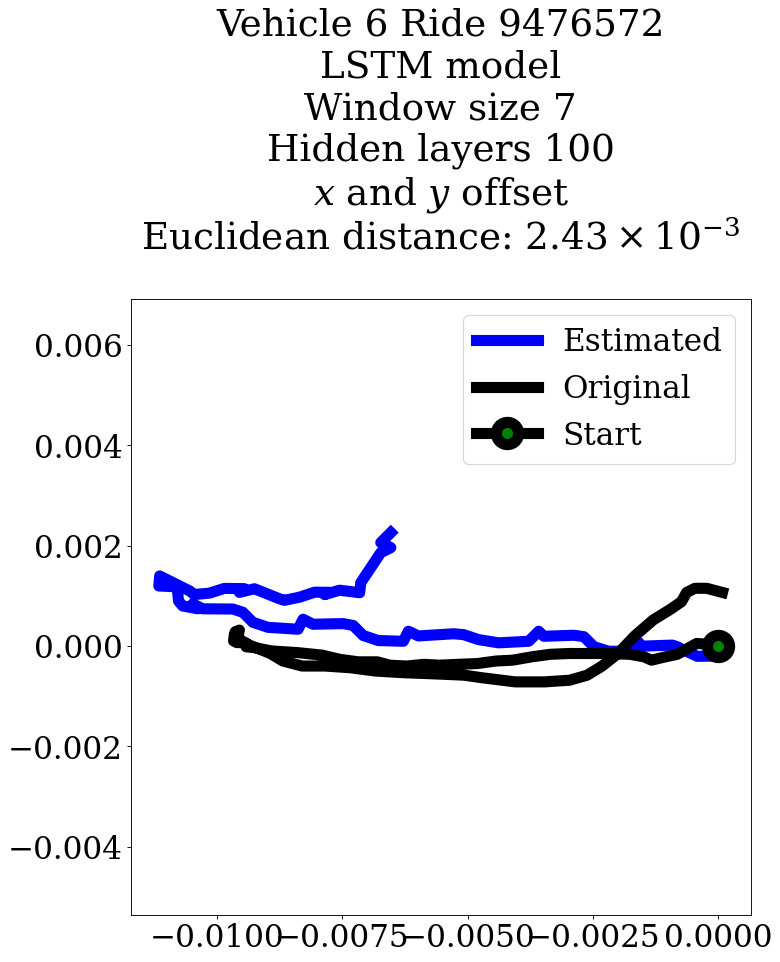 Vehicle 6 Ride 9476572
LSTM model
Window size 7
Hidden layers 100
x and y offset
Euclidean distance: 2.43 × 10⁻³
Estimated
Original
Start
0.006
0.004
0.002
0.000
−0.002
−0.004
−0.0100 −0.0075 −0.0050 −0.0025 0.0000